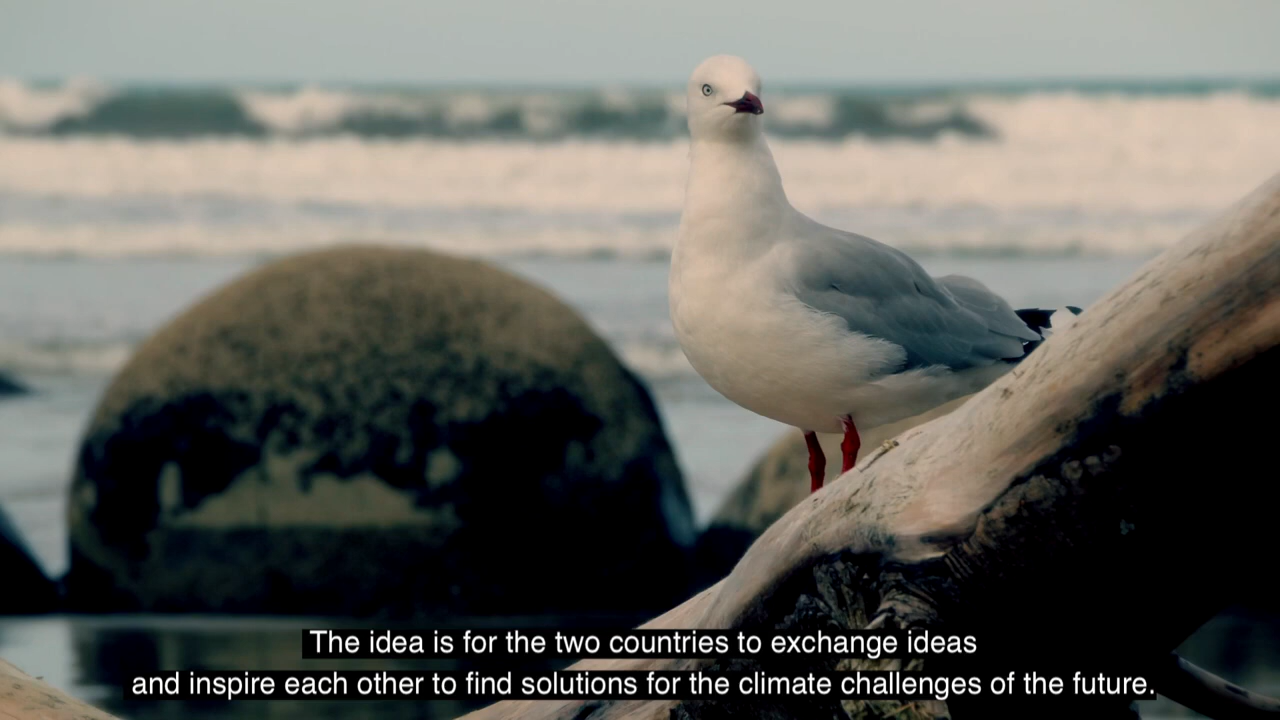 The idea is for the two countries to exchange ideas
and inspire each other to find solutions for the climate challenges of the future.